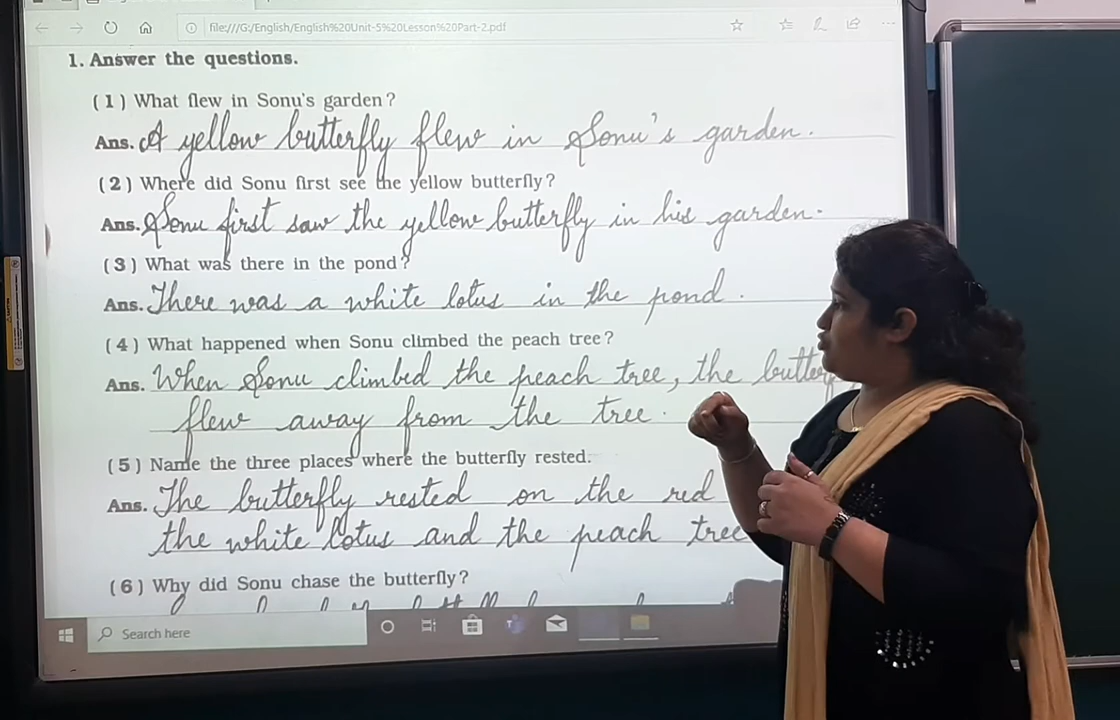 file:///G:/English/English%20Unit-5%20Lesson%20Part-2.pdf
1. Answer the questions.
(1) What flew in Sonu's garden?
Ans. A yellow butterfly flew in Sonu's garden.
(2) Where did Sonu first see the yellow butterfly?
Ans. Sonu first saw the yellow butterfly in his garden.
(3) What was there in the pond?
Ans. There was a white lotus in the pond.
(4) What happened when Sonu climbed the peach tree?
Ans. When Sonu climbed the peach tree, the
flew away from the tree.
(5) Name the three places where the butterfly rested.
Ans. The butterfly rested on the red
the white lotus and the peach tree
(6) Why did Sonu chase the butterfly?
Search here